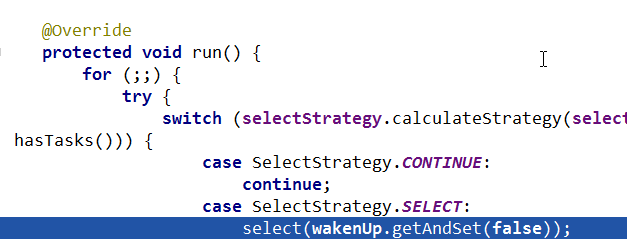 @Override
protected void run() {
for (;;) {
try {
switch (selectStrategy.calculateStrategy(select
hasTasks())) {
case SelectStrategy.CONTINUE:
continue;
case SelectStrategy.SELECT:
select(wakenUp.getAndSet(false));